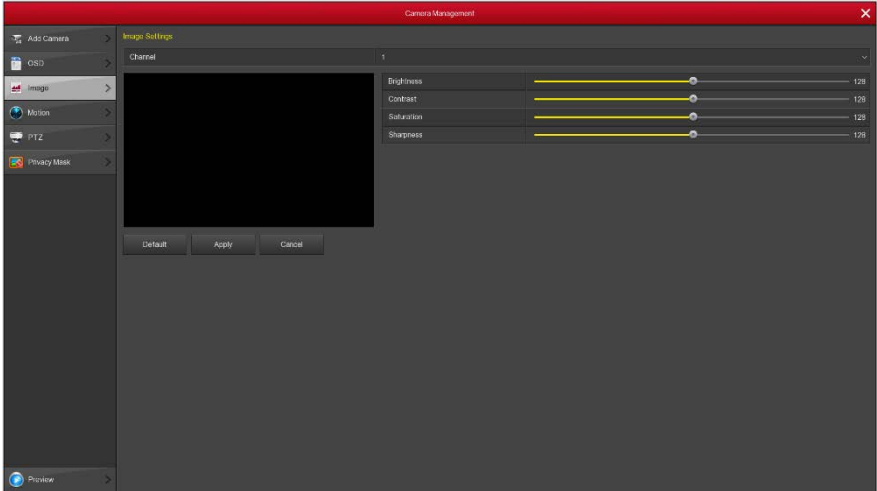 Camera Management
Add Camera
OSD
Image
Motion
PTZ
Privacy Mask
Preview
Image Settings
Channel 1
Brightness 128
Contrast 128
Saturation 128
Sharpness 128
Default Apply Cancel